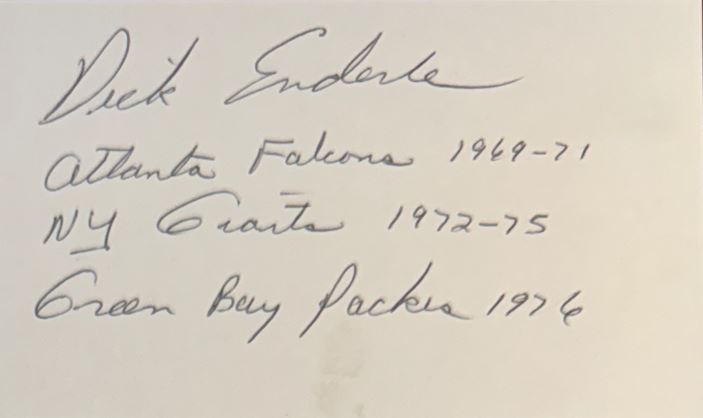 Dick Enderle
Atlanta Falcons 1969-71
NY Giants 1972-75
Green Bay Packers 1976